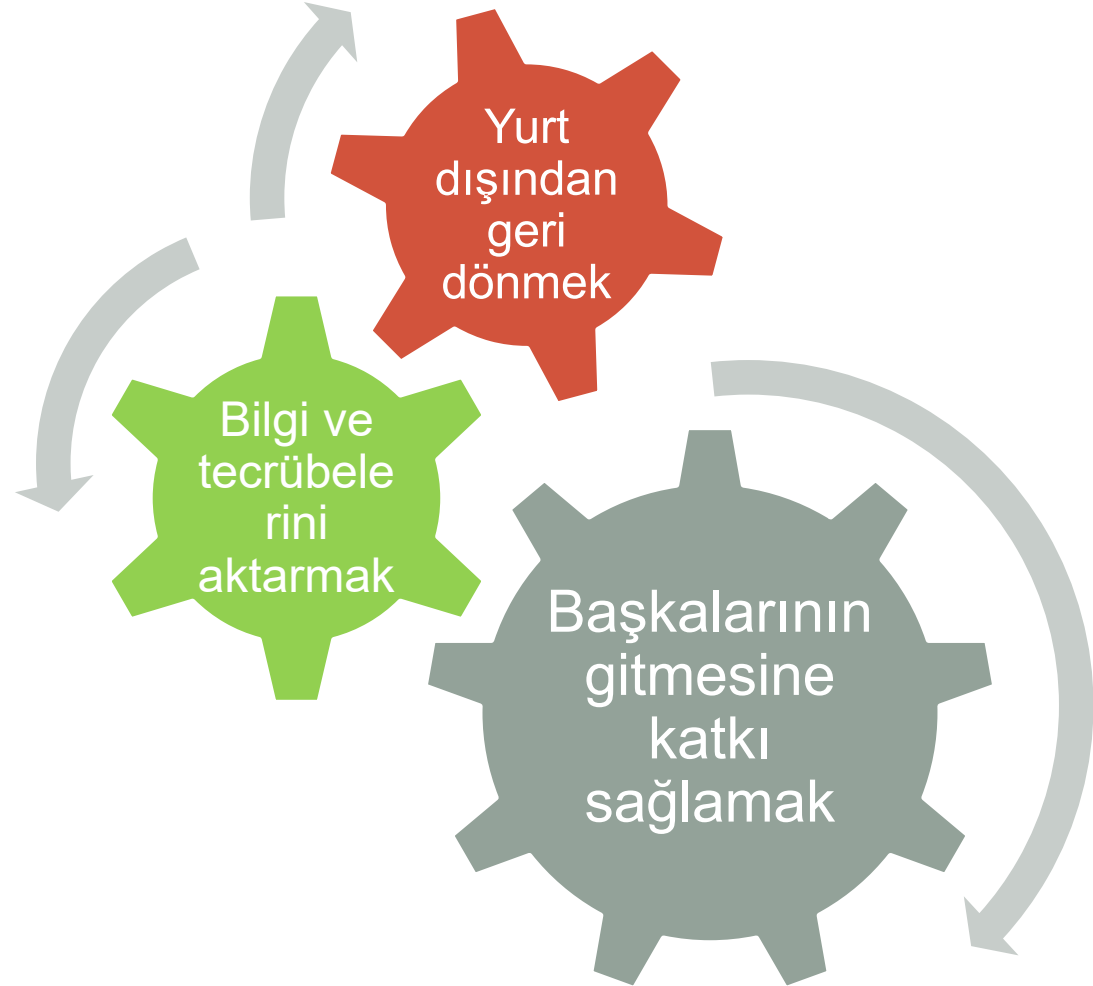 Yurt
dışından
geri
dönmek
Bilgi ve
tecrübele
rini
aktarmak
Başkalarının
gitmesine
katkı
sağlamak